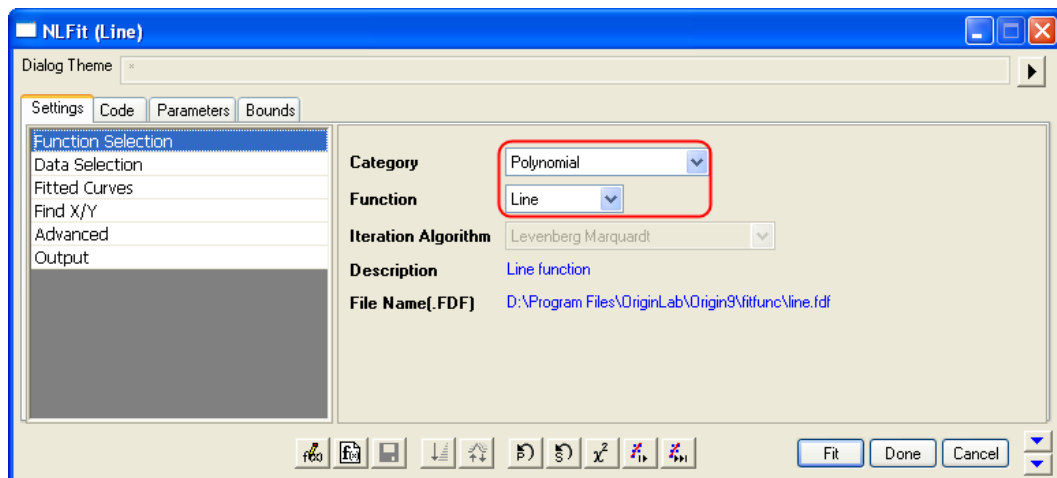 NLFit (Line)
Dialog Theme *
Settings Code Parameters Bounds
Function Selection
Data Selection
Fitted Curves
Find X/Y
Advanced
Output
Category Polynomial
Function Line
Iteration Algorithm Levenberg Marquardt
Description Line function
File Name(.FDF) D:\Program Files\OriginLab\Origin9\fitfunc\line.fdf
Fit Done Cancel